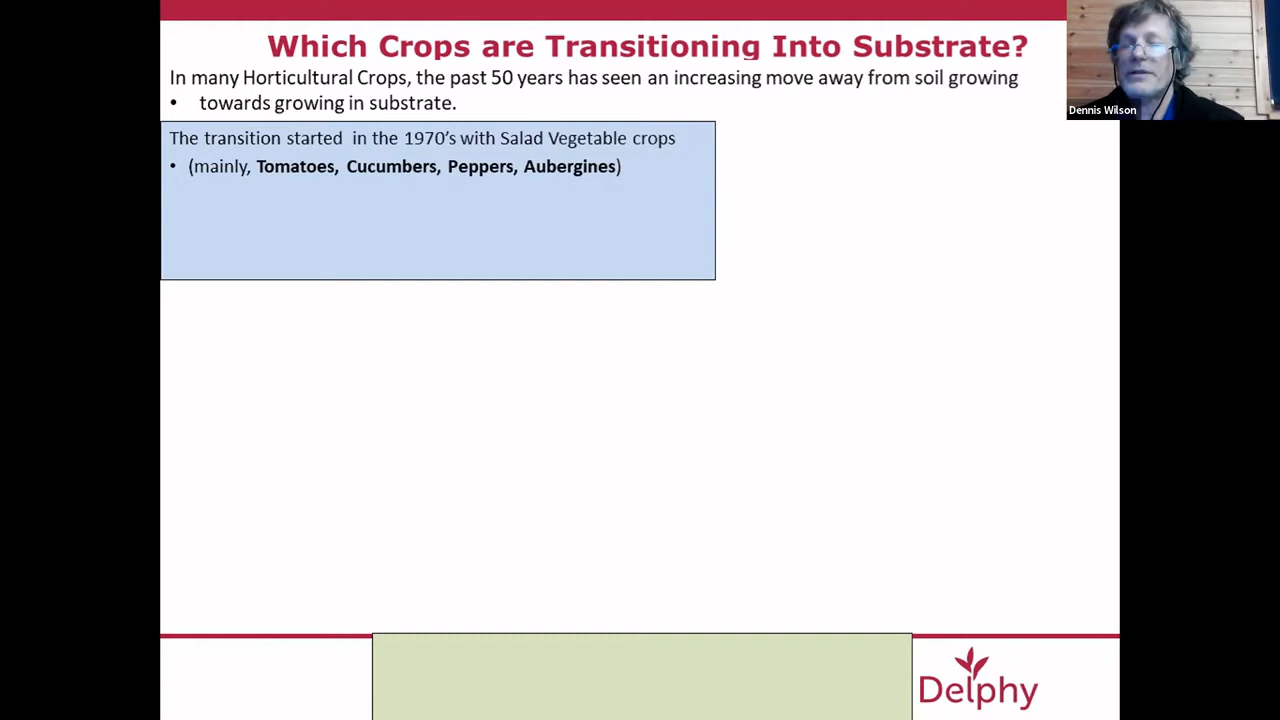 Which Crops are Transitioning Into Substrate?
In many Horticultural Crops, the past 50 years has seen an increasing move away from soil growing
• towards growing in substrate.
The transition started in the 1970's with Salad Vegetable crops
• (mainly, Tomatoes, Cucumbers, Peppers, Aubergines)
Dennis Wilson
Delphy